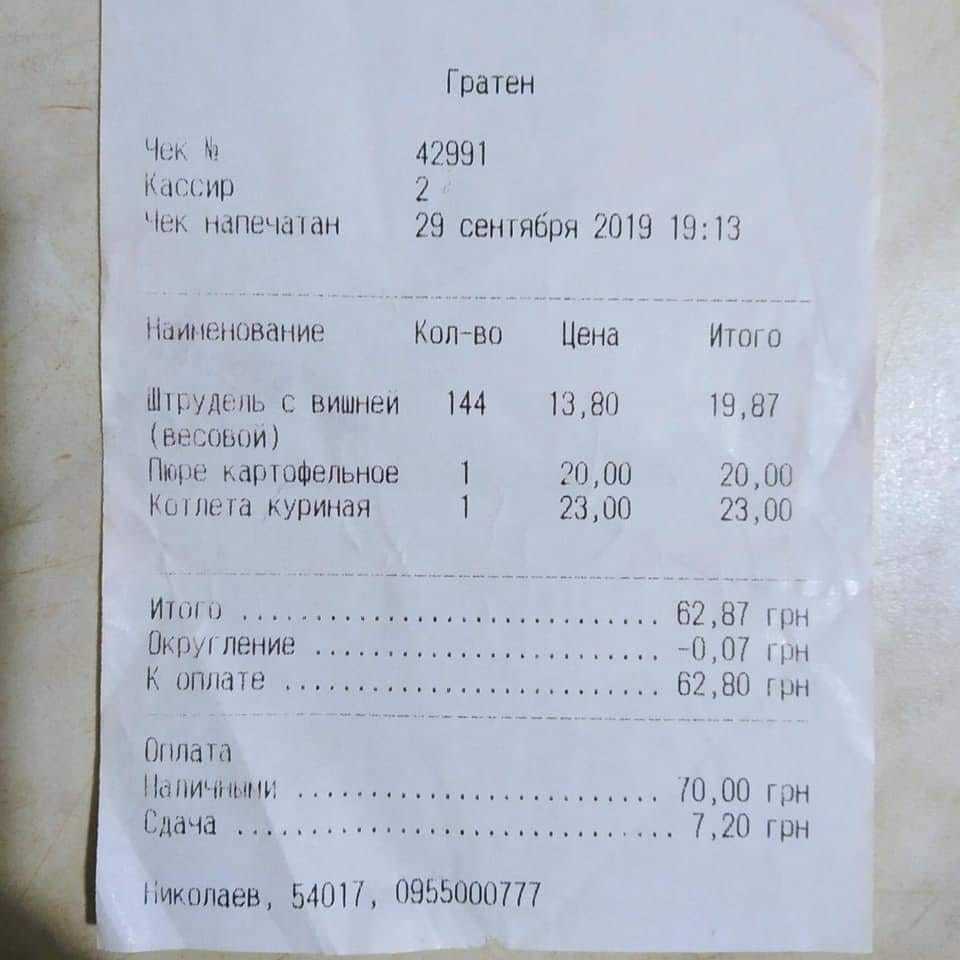 Гратен
Чек № 42991
Кассир 2
Чек напечатан 29 сентября 2019 19:13
Наименование Кол-во Цена Итого
Штрудель с вишней 144 13,80 19,87
(весовой)
Пюре картофельное 1 20,00 20,00
Котлета куриная 1 23,00 23,00
Итого .............................. 62,87 грн
Округление ........................ -0,07 грн
К оплате .......................... 62,80 грн
Оплата
Наличными ......................... 70,00 грн
Сдача ............................... 7,20 грн
Николаев, 54017, 0955000777